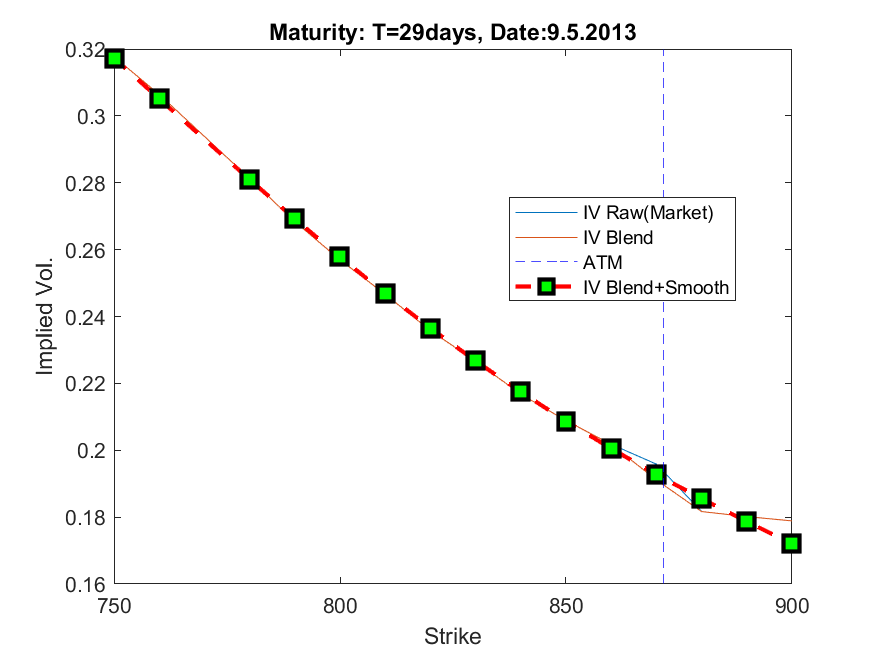 Maturity: T=29days, Date:9.5.2013
0.32
0.3
0.28
0.26
0.24
0.22
0.2
0.18
0.16
Implied Vol.
IV Raw(Market)
IV Blend
ATM
IV Blend+Smooth
750
800
850
900
Strike